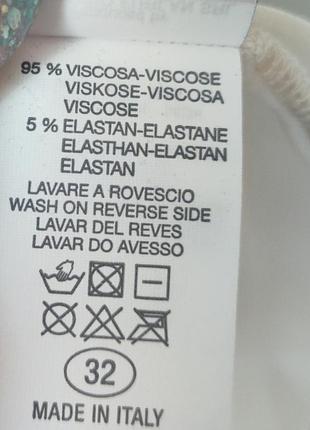 95 % VISCOSA-VISCOSE
VISKOSE-VISCOSA
VISCOSE
5 % ELASTAN-ELASTANE
ELASTHAN-ELASTAN
ELASTAN
LAVARE A ROVESCIO
WASH ON REVERSE SIDE
LAVAR DEL REVES
LAVAR DO AVESSO
32
MADE IN ITALY